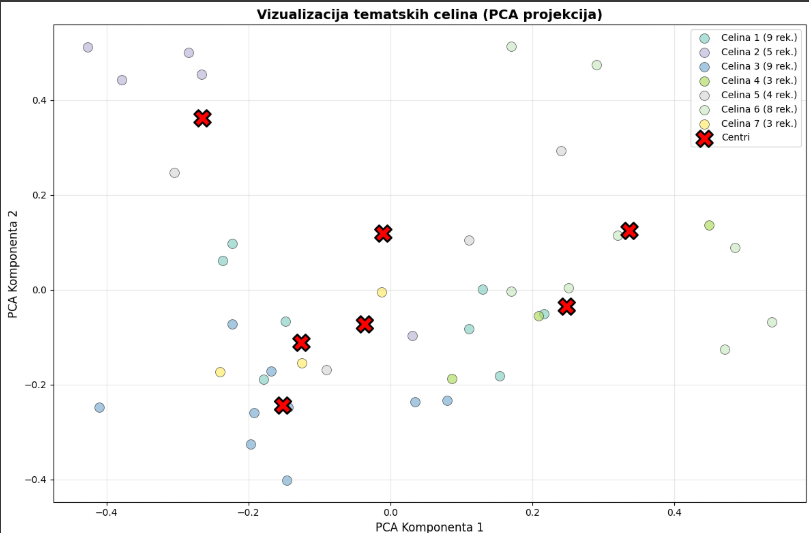 Vizualizacija tematskih celina (PCA projekcija)
Celina 1 (9 rek.)
Celina 2 (5 rek.)
Celina 3 (9 rek.)
Celina 4 (3 rek.)
Celina 5 (4 rek.)
Celina 6 (8 rek.)
Celina 7 (3 rek.)
Centri
PCA Komponenta 2
0.4
0.2
0.0
−0.2
−0.4
−0.4
−0.2
0.0
0.2
0.4
PCA Komponenta 1